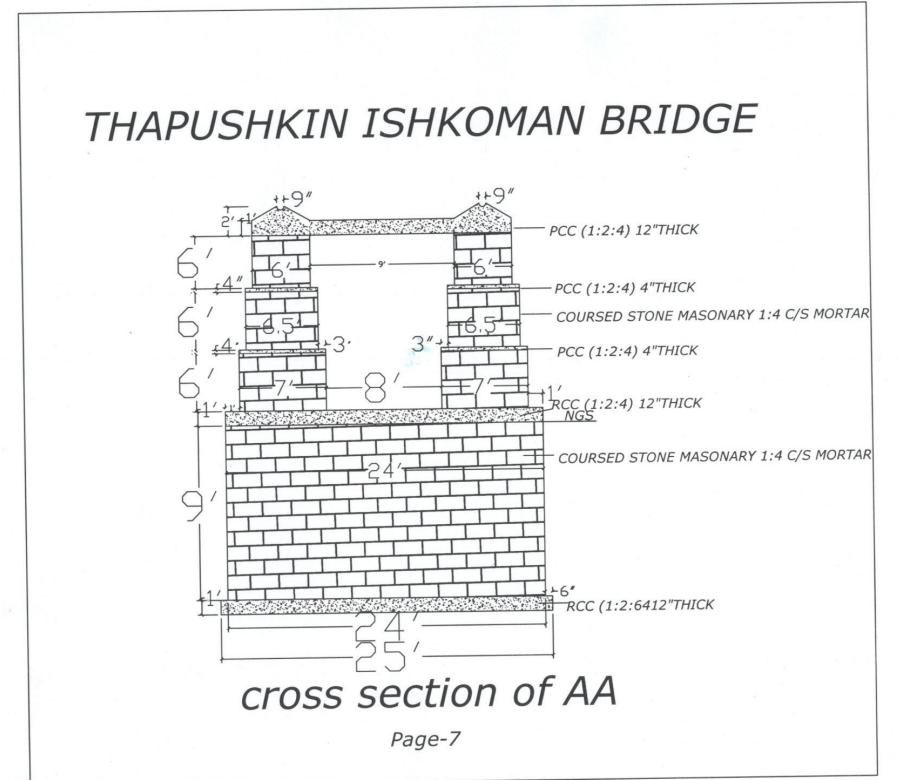 THAPUSHKIN ISHKOMAN BRIDGE
9" 9"
2' 1'
PCC (1:2:4) 12"THICK
6' 6' 9' 6'
4" PCC (1:2:4) 4"THICK
COURSED STONE MASONARY 1:4 C/S MORTAR
6' 6.5' 6.5'
4' 3' 3" PCC (1:2:4) 4"THICK
6' 7' 8' 7' 1'
1' 1' RCC (1:2:4) 12"THICK
NGS
COURSED STONE MASONARY 1:4 C/S MORTAR
24'
9'
6"
1' RCC (1:2:6412"THICK
24'
25'
cross section of AA
Page-7